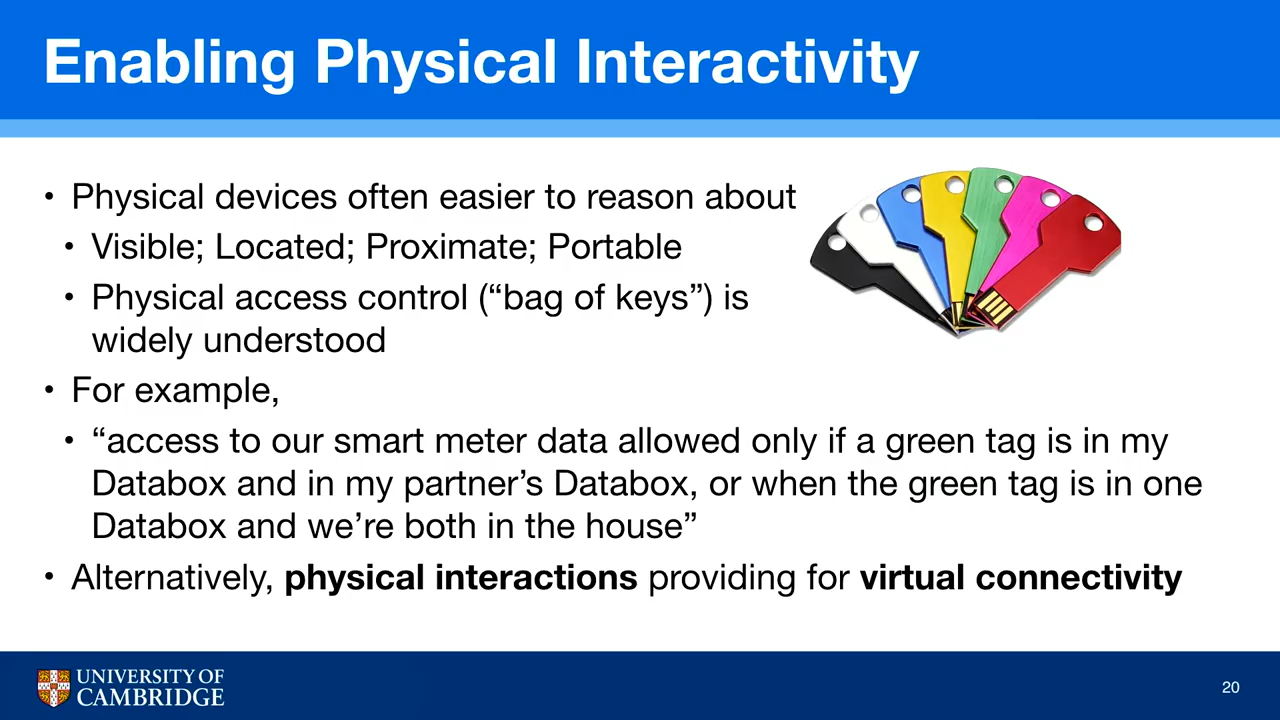 Enabling Physical Interactivity
• Physical devices often easier to reason about
• Visible; Located; Proximate; Portable
• Physical access control (“bag of keys”) is
widely understood
• For example,
• “access to our smart meter data allowed only if a green tag is in my
Databox and in my partner’s Databox, or when the green tag is in one
Databox and we’re both in the house”
• Alternatively, physical interactions providing for virtual connectivity
UNIVERSITY OF
CAMBRIDGE
20